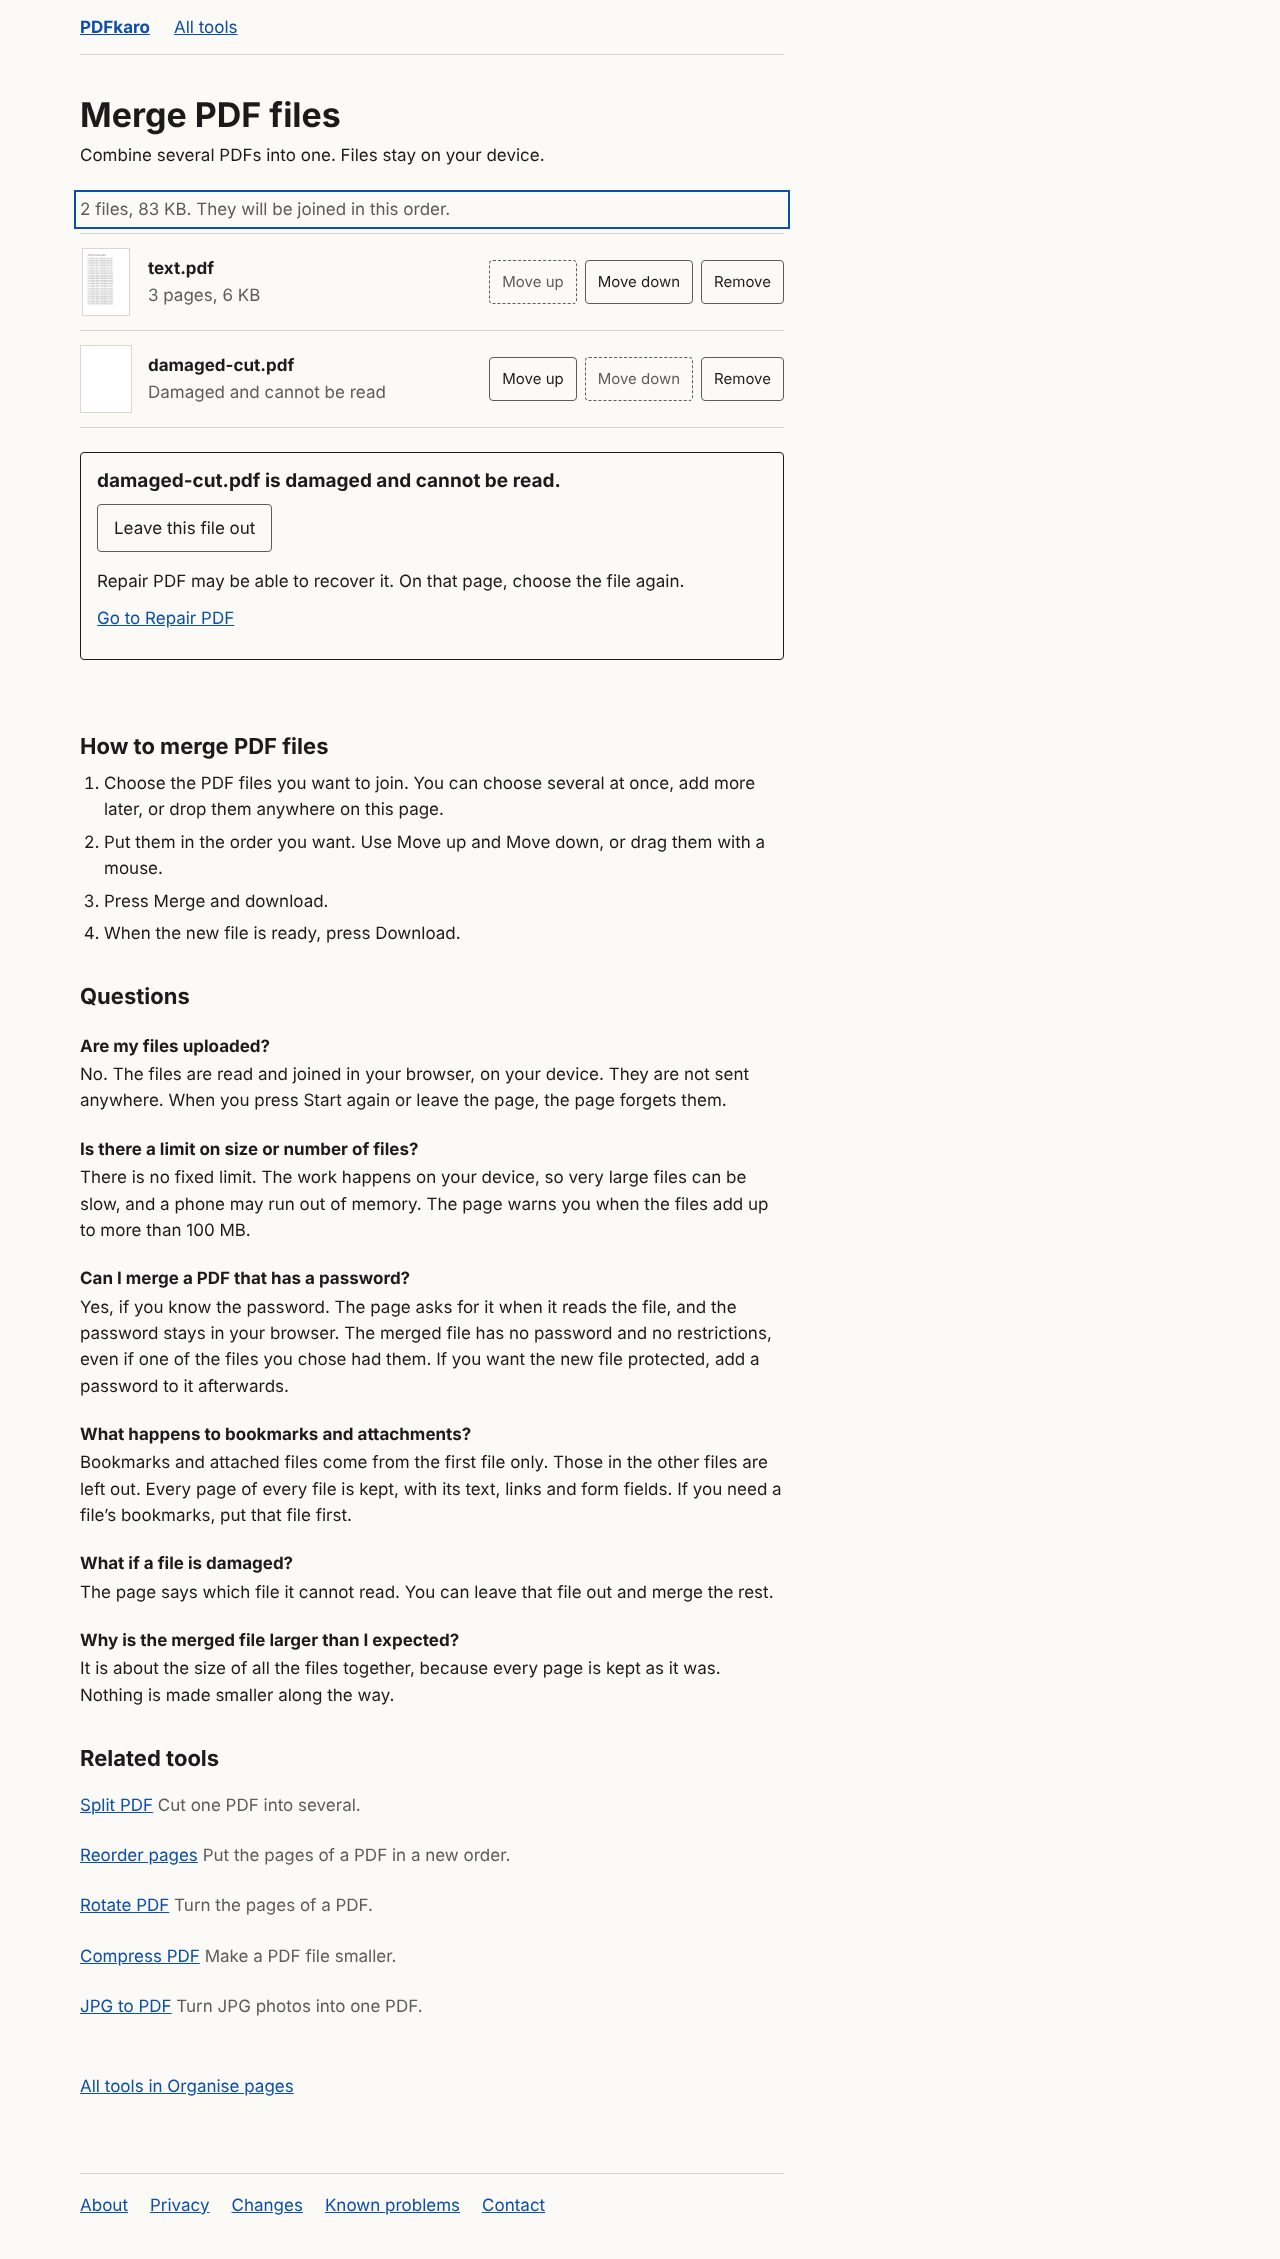 PDFkaro All tools
Merge PDF files
Combine several PDFs into one. Files stay on your device.
2 files, 83 KB. They will be joined in this order.
text.pdf
3 pages, 6 KB
Move up Move down Remove
damaged-cut.pdf
Damaged and cannot be read
Move up Move down Remove
damaged-cut.pdf is damaged and cannot be read.
Leave this file out
Repair PDF may be able to recover it. On that page, choose the file again.
Go to Repair PDF
How to merge PDF files
1. Choose the PDF files you want to join. You can choose several at once, add more
later, or drop them anywhere on this page.
2. Put them in the order you want. Use Move up and Move down, or drag them with a
mouse.
3. Press Merge and download.
4. When the new file is ready, press Download.
Questions
Are my files uploaded?
No. The files are read and joined in your browser, on your device. They are not sent
anywhere. When you press Start again or leave the page, the page forgets them.
Is there a limit on size or number of files?
There is no fixed limit. The work happens on your device, so very large files can be
slow, and a phone may run out of memory. The page warns you when the files add up
to more than 100 MB.
Can I merge a PDF that has a password?
Yes, if you know the password. The page asks for it when it reads the file, and the
password stays in your browser. The merged file has no password and no restrictions,
even if one of the files you chose had them. If you want the new file protected, add a
password to it afterwards.
What happens to bookmarks and attachments?
Bookmarks and attached files come from the first file only. Those in the other files are
left out. Every page of every file is kept, with its text, links and form fields. If you need a
file’s bookmarks, put that file first.
What if a file is damaged?
The page says which file it cannot read. You can leave that file out and merge the rest.
Why is the merged file larger than I expected?
It is about the size of all the files together, because every page is kept as it was.
Nothing is made smaller along the way.
Related tools
Split PDF Cut one PDF into several.
Reorder pages Put the pages of a PDF in a new order.
Rotate PDF Turn the pages of a PDF.
Compress PDF Make a PDF file smaller.
JPG to PDF Turn JPG photos into one PDF.
All tools in Organise pages
About Privacy Changes Known problems Contact